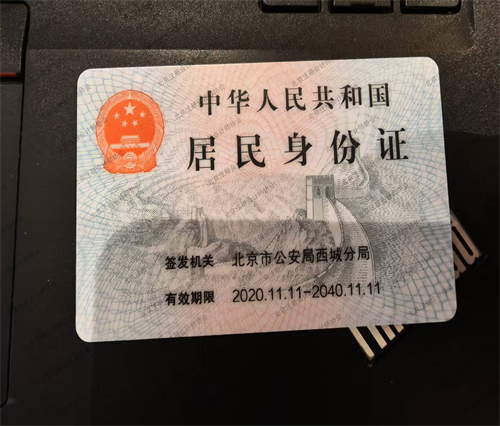 中华人民共和国
居民身份证
签发机关 北京市公安局西城分局
有效期限 2020.11.11-2040.11.11